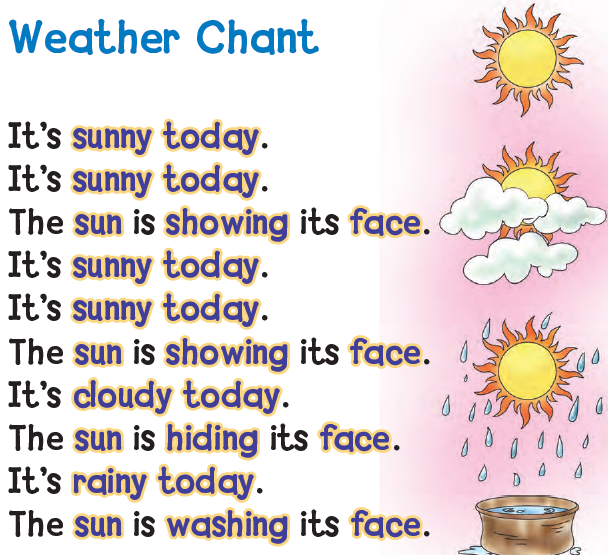 Weather Chant
It's sunny today.
It's sunny today.
The sun is showing its face.
It's sunny today.
It's sunny today.
The sun is showing its face.
It's cloudy today.
The sun is hiding its face.
It's rainy today.
The sun is washing its face.